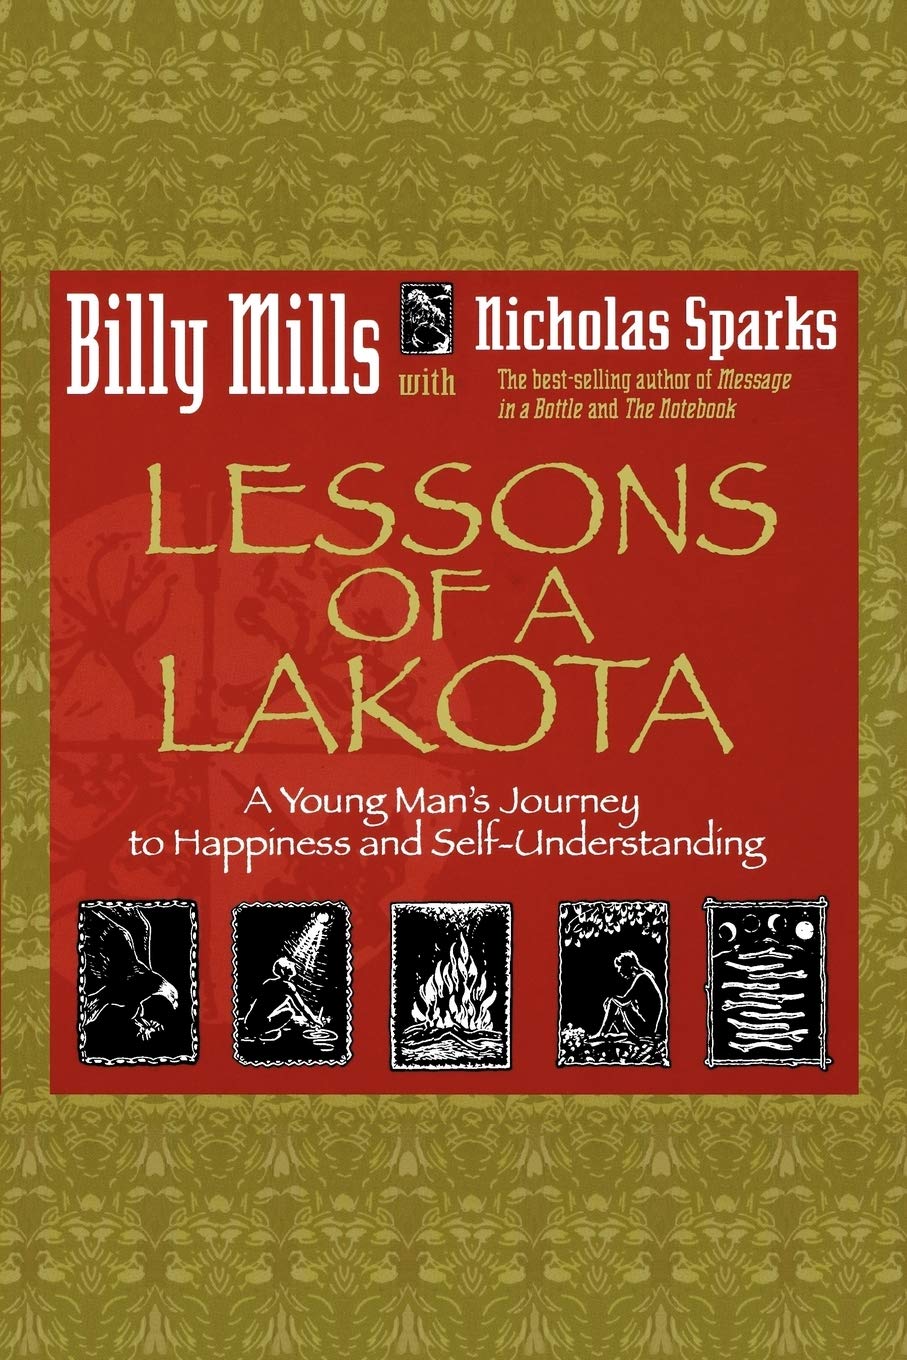 Billy Mills
with
Nicholas Sparks
The best-selling author of Message
in a Bottle and The Notebook
LESSONS
OF A
LAKOTA
A Young Man's Journey
to Happiness and Self-Understanding